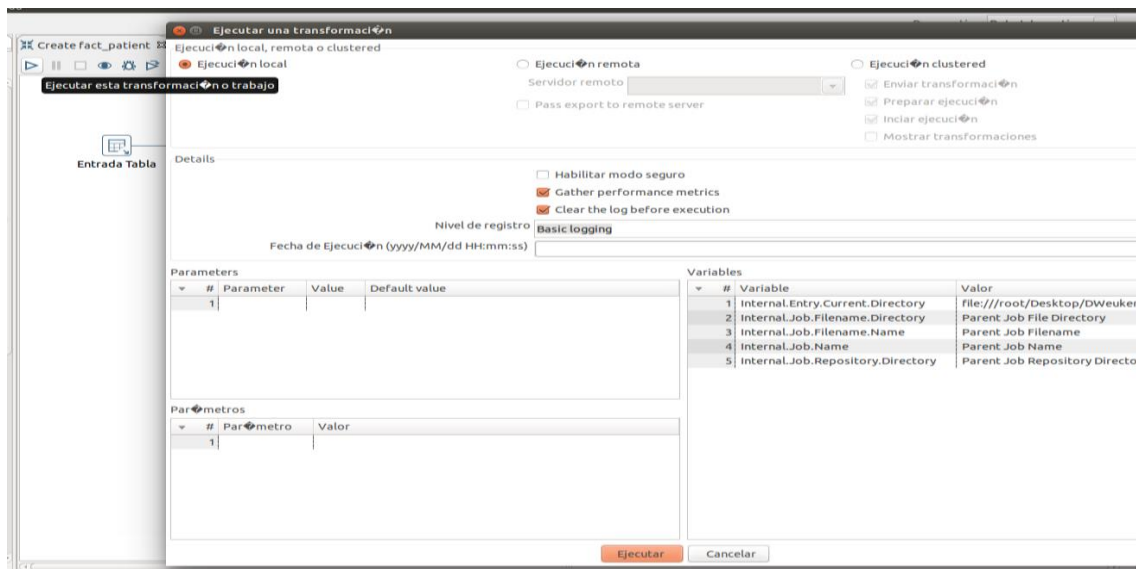 Ejecutar una transformaci�n
Create fact_patient
Ejecuci�n local, remota o clustered
Ejecuci�n local
Ejecuci�n remota
Ejecuci�n clustered
Ejecutar esta transformaci�n o trabajo
Servidor remoto
Enviar transformaci�n
Pass export to remote server
Preparar ejecuci�n
Inciar ejecuci�n
Mostrar transformaciones
Entrada Tabla
Details
Habilitar modo seguro
Gather performance metrics
Clear the log before execution
Nivel de registro Basic logging
Fecha de Ejecuci�n (yyyy/MM/dd HH:mm:ss)
Parameters
# Parameter Value Default value
1
Variables
# Variable Valor
1 Internal.Entry.Current.Directory file:///root/Desktop/DWeuker
2 Internal.Job.Filename.Directory Parent Job File Directory
3 Internal.Job.Filename.Name Parent Job Filename
4 Internal.Job.Name Parent Job Name
5 Internal.Job.Repository.Directory Parent Job Repository Directo
Par�metros
# Par�metro Valor
1
Ejecutar Cancelar